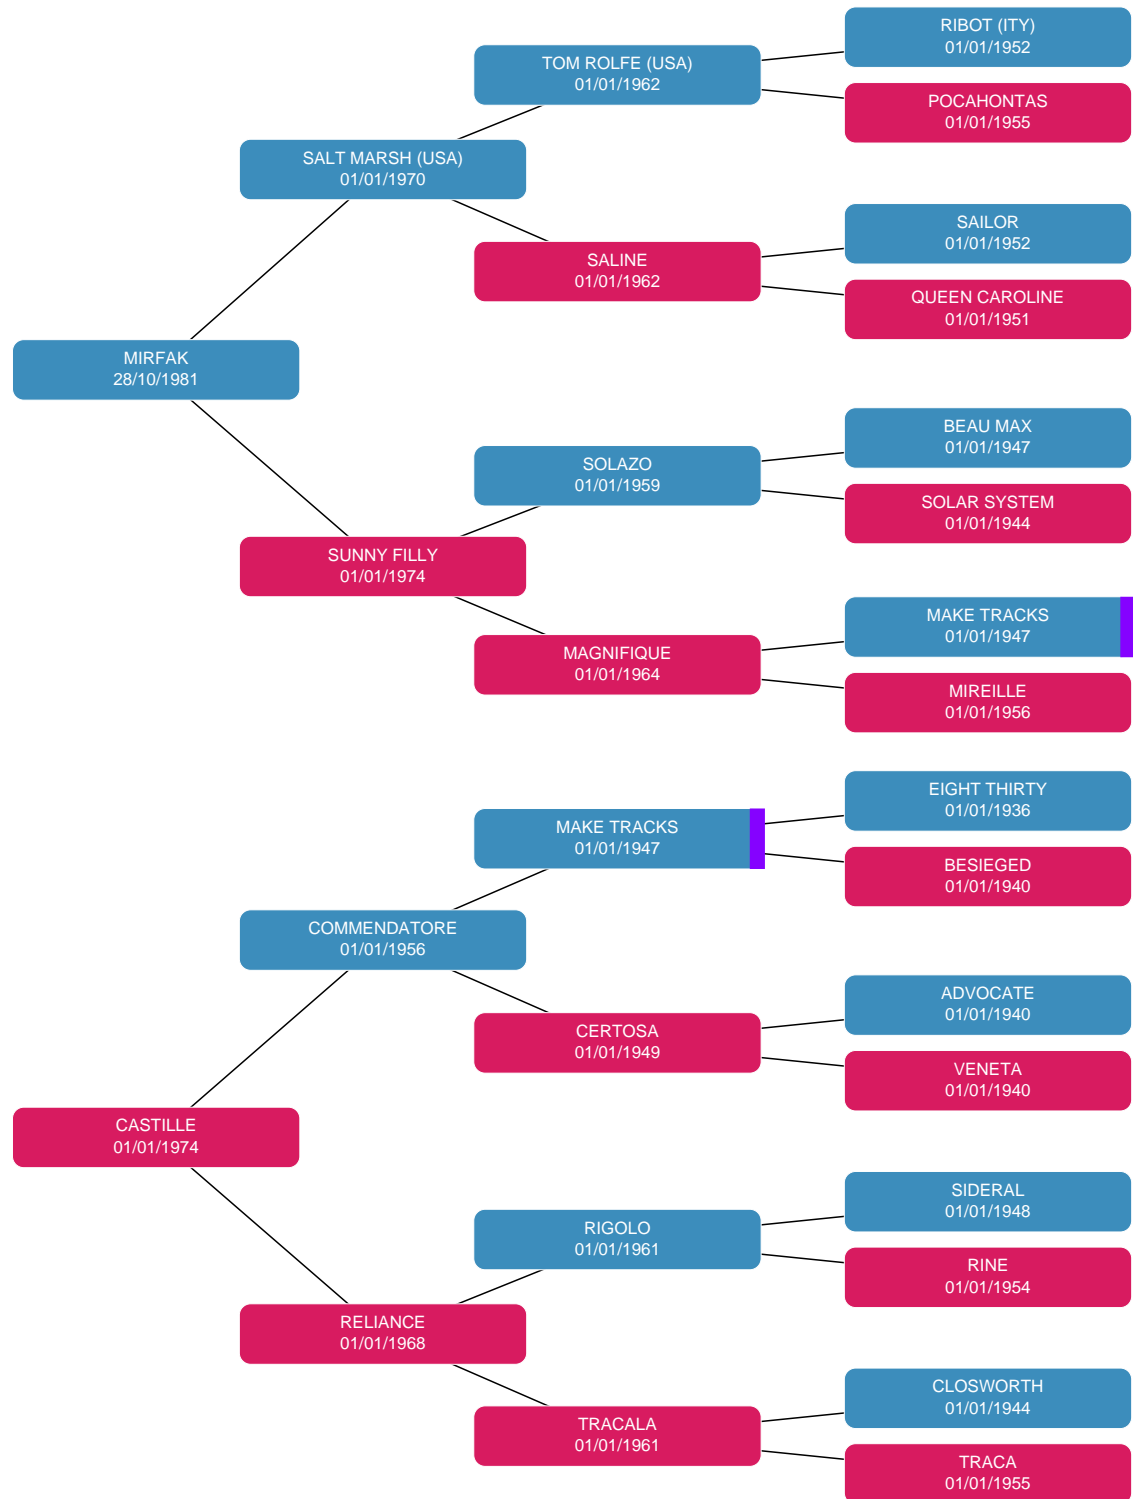 RIBOT (ITY)
01/01/1952
TOM ROLFE (USA)
01/01/1962
POCAHONTAS
01/01/1955
SALT MARSH (USA)
01/01/1970
SAILOR
01/01/1952
SALINE
01/01/1962
QUEEN CAROLINE
01/01/1951
MIRFAK
28/10/1981
BEAU MAX
01/01/1947
SOLAZO
01/01/1959
SOLAR SYSTEM
01/01/1944
SUNNY FILLY
01/01/1974
MAKE TRACKS
01/01/1947
MAGNIFIQUE
01/01/1964
MIREILLE
01/01/1956
EIGHT THIRTY
01/01/1936
MAKE TRACKS
01/01/1947
BESIEGED
01/01/1940
COMMENDATORE
01/01/1956
ADVOCATE
01/01/1940
CERTOSA
01/01/1949
VENETA
01/01/1940
CASTILLE
01/01/1974
SIDERAL
01/01/1948
RIGOLO
01/01/1961
RINE
01/01/1954
RELIANCE
01/01/1968
CLOSWORTH
01/01/1944
TRACALA
01/01/1961
TRACA
01/01/1955